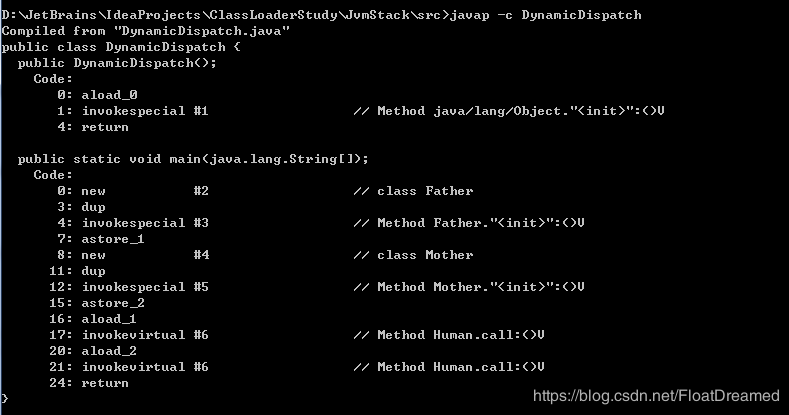 D:\JetBrains\IdeaProjects\ClassLoaderStudy\JvmStack\src>javap -c DynamicDispatch
Compiled from "DynamicDispatch.java"
public class DynamicDispatch {
  public DynamicDispatch();
    Code:
       0: aload_0
       1: invokespecial #1                  // Method java/lang/Object."<init>":()V
       4: return

  public static void main(java.lang.String[]);
    Code:
       0: new           #2                  // class Father
       3: dup
       4: invokespecial #3                  // Method Father."<init>":()V
       7: astore_1
       8: new           #4                  // class Mother
      11: dup
      12: invokespecial #5                  // Method Mother."<init>":()V
      15: astore_2
      16: aload_1
      17: invokevirtual #6                  // Method Human.call:()V
      20: aload_2
      21: invokevirtual #6                  // Method Human.call:()V
      24: return
}
https://blog.csdn.net/FloatDreamed